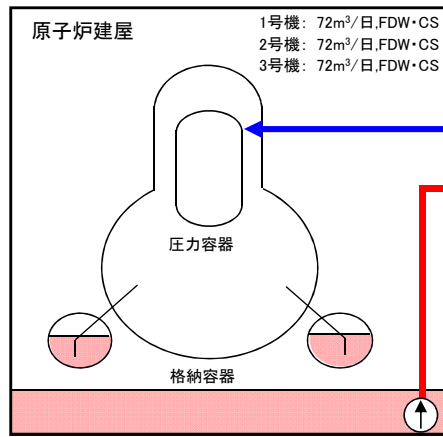 原子炉建屋
1号機: 72m³/日,FDW・CS
2号機: 72m³/日,FDW・CS
3号機: 72m³/日,FDW・CS
圧力容器
格納容器